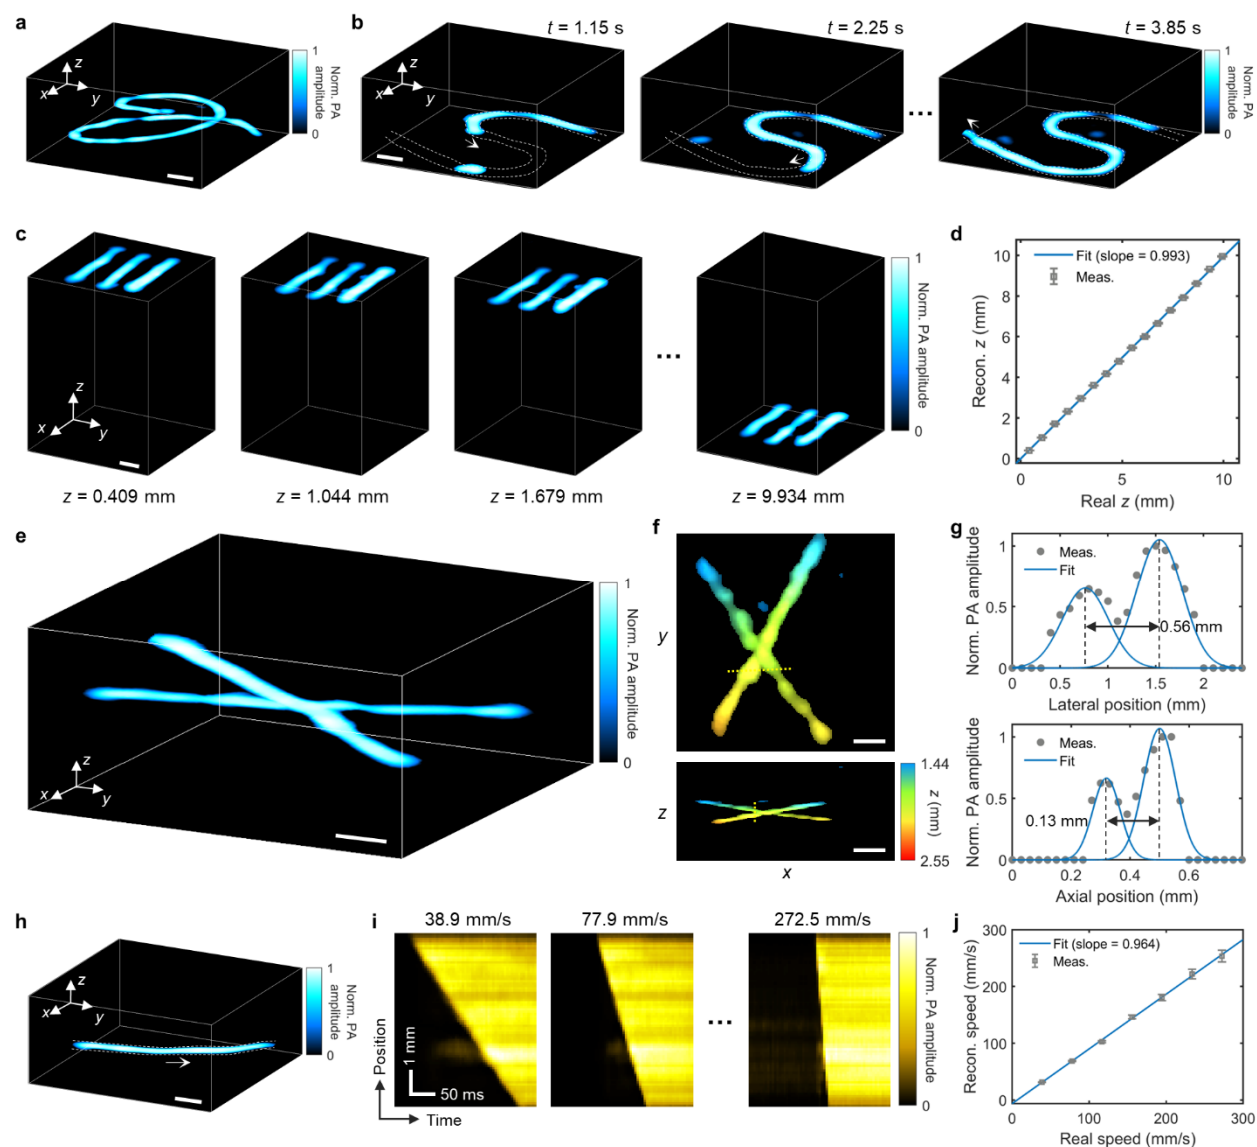 a
z
x
y
1
0
Norm. PA
amplitude
b
t = 1.15 s
t = 2.25 s
t = 3.85 s
z
x
y
...
1
0
Norm. PA
amplitude
c
z
x
y
...
1
0
Norm. PA amplitude
z = 0.409 mm
z = 1.044 mm
z = 1.679 mm
z = 9.934 mm
d
Fit (slope = 0.993)
Meas.
Recon. z (mm)
10
8
6
4
2
0
0 5 10
Real z (mm)
e
z
x
y
1
0
Norm. PA amplitude
f
y
z
x
1.44
z (mm)
2.55
g
Meas.
Fit
Norm. PA amplitude
1
0.5
0
0.56 mm
0 1 2
Lateral position (mm)
Meas.
Fit
Norm. PA amplitude
1
0.5
0
0.13 mm
0 0.2 0.4 0.6
Axial position (mm)
h
z
x
y
1
0
Norm. PA
amplitude
i
38.9 mm/s
77.9 mm/s
272.5 mm/s
...
1 mm
50 ms
Position
Time
1
0
Norm. PA amplitude
j
Fit (slope = 0.964)
Meas.
Recon. speed (mm/s)
300
200
100
0
0 100 200 300
Real speed (mm/s)